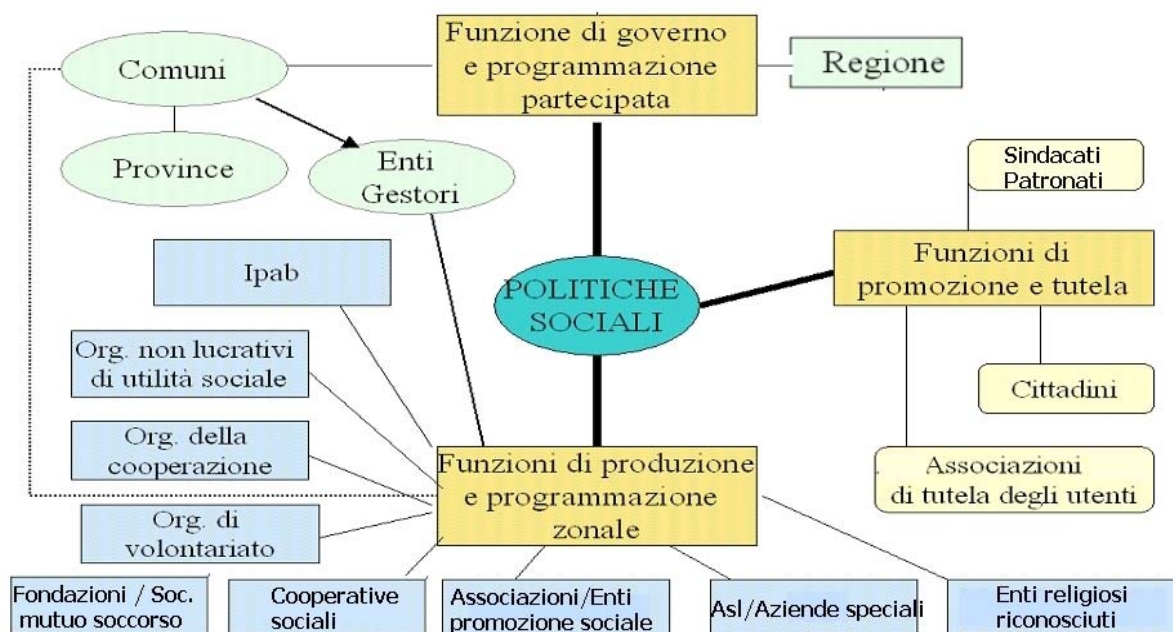 Funzione di governo
e programmazione
partecipata
Comuni
Regione
Province
Enti
Gestori
Sindacati
Patronati
Funzioni di
promozione e tutela
Ipab
POLITICHE
SOCIALI
Org. non lucrativi
di utilità sociale
Cittadini
Org. della
cooperazione
Funzioni di produzione
e programmazione
zonale
Associazioni
di tutela degli utenti
Org. di
volontariato
Fondazioni / Soc.
mutuo soccorso
Cooperative
sociali
Associazioni/Enti
promozione sociale
Asl/Aziende speciali
Enti religiosi
riconosciuti